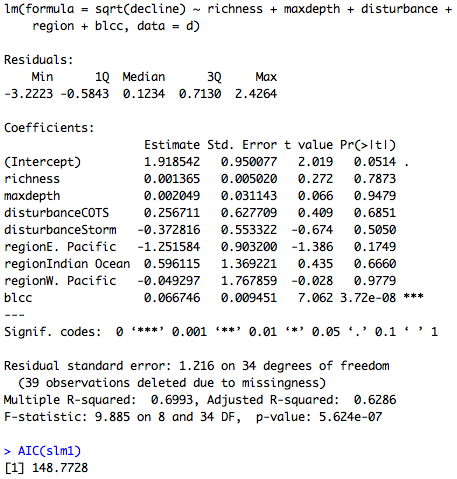 lm(formula = sqrt(decline) ~ richness + maxdepth + disturbance +
    region + blcc, data = d)

Residuals:
    Min      1Q  Median      3Q     Max
-3.2223 -0.5843  0.1234  0.7130  2.4264

Coefficients:
                    Estimate Std. Error t value Pr(>|t|)
(Intercept)         1.918542   0.950077   2.019   0.0514 .
richness            0.001365   0.005020   0.272   0.7873
maxdepth            0.002049   0.031143   0.066   0.9479
disturbanceCOTS     0.256711   0.627709   0.409   0.6851
disturbanceStorm   -0.372816   0.553322  -0.674   0.5050
regionE. Pacific   -1.251584   0.903200  -1.386   0.1749
regionIndian Ocean  0.596115   1.369221   0.435   0.6660
regionW. Pacific   -0.049297   1.767859  -0.028   0.9779
blcc                0.066746   0.009451   7.062 3.72e-08 ***
---
Signif. codes:  0 ‘***’ 0.001 ‘**’ 0.01 ‘*’ 0.05 ‘.’ 0.1 ‘ ’ 1

Residual standard error: 1.216 on 34 degrees of freedom
  (39 observations deleted due to missingness)
Multiple R-squared:  0.6993, Adjusted R-squared:  0.6286
F-statistic: 9.885 on 8 and 34 DF,  p-value: 5.624e-07

> AIC(slm1)
[1] 148.7728